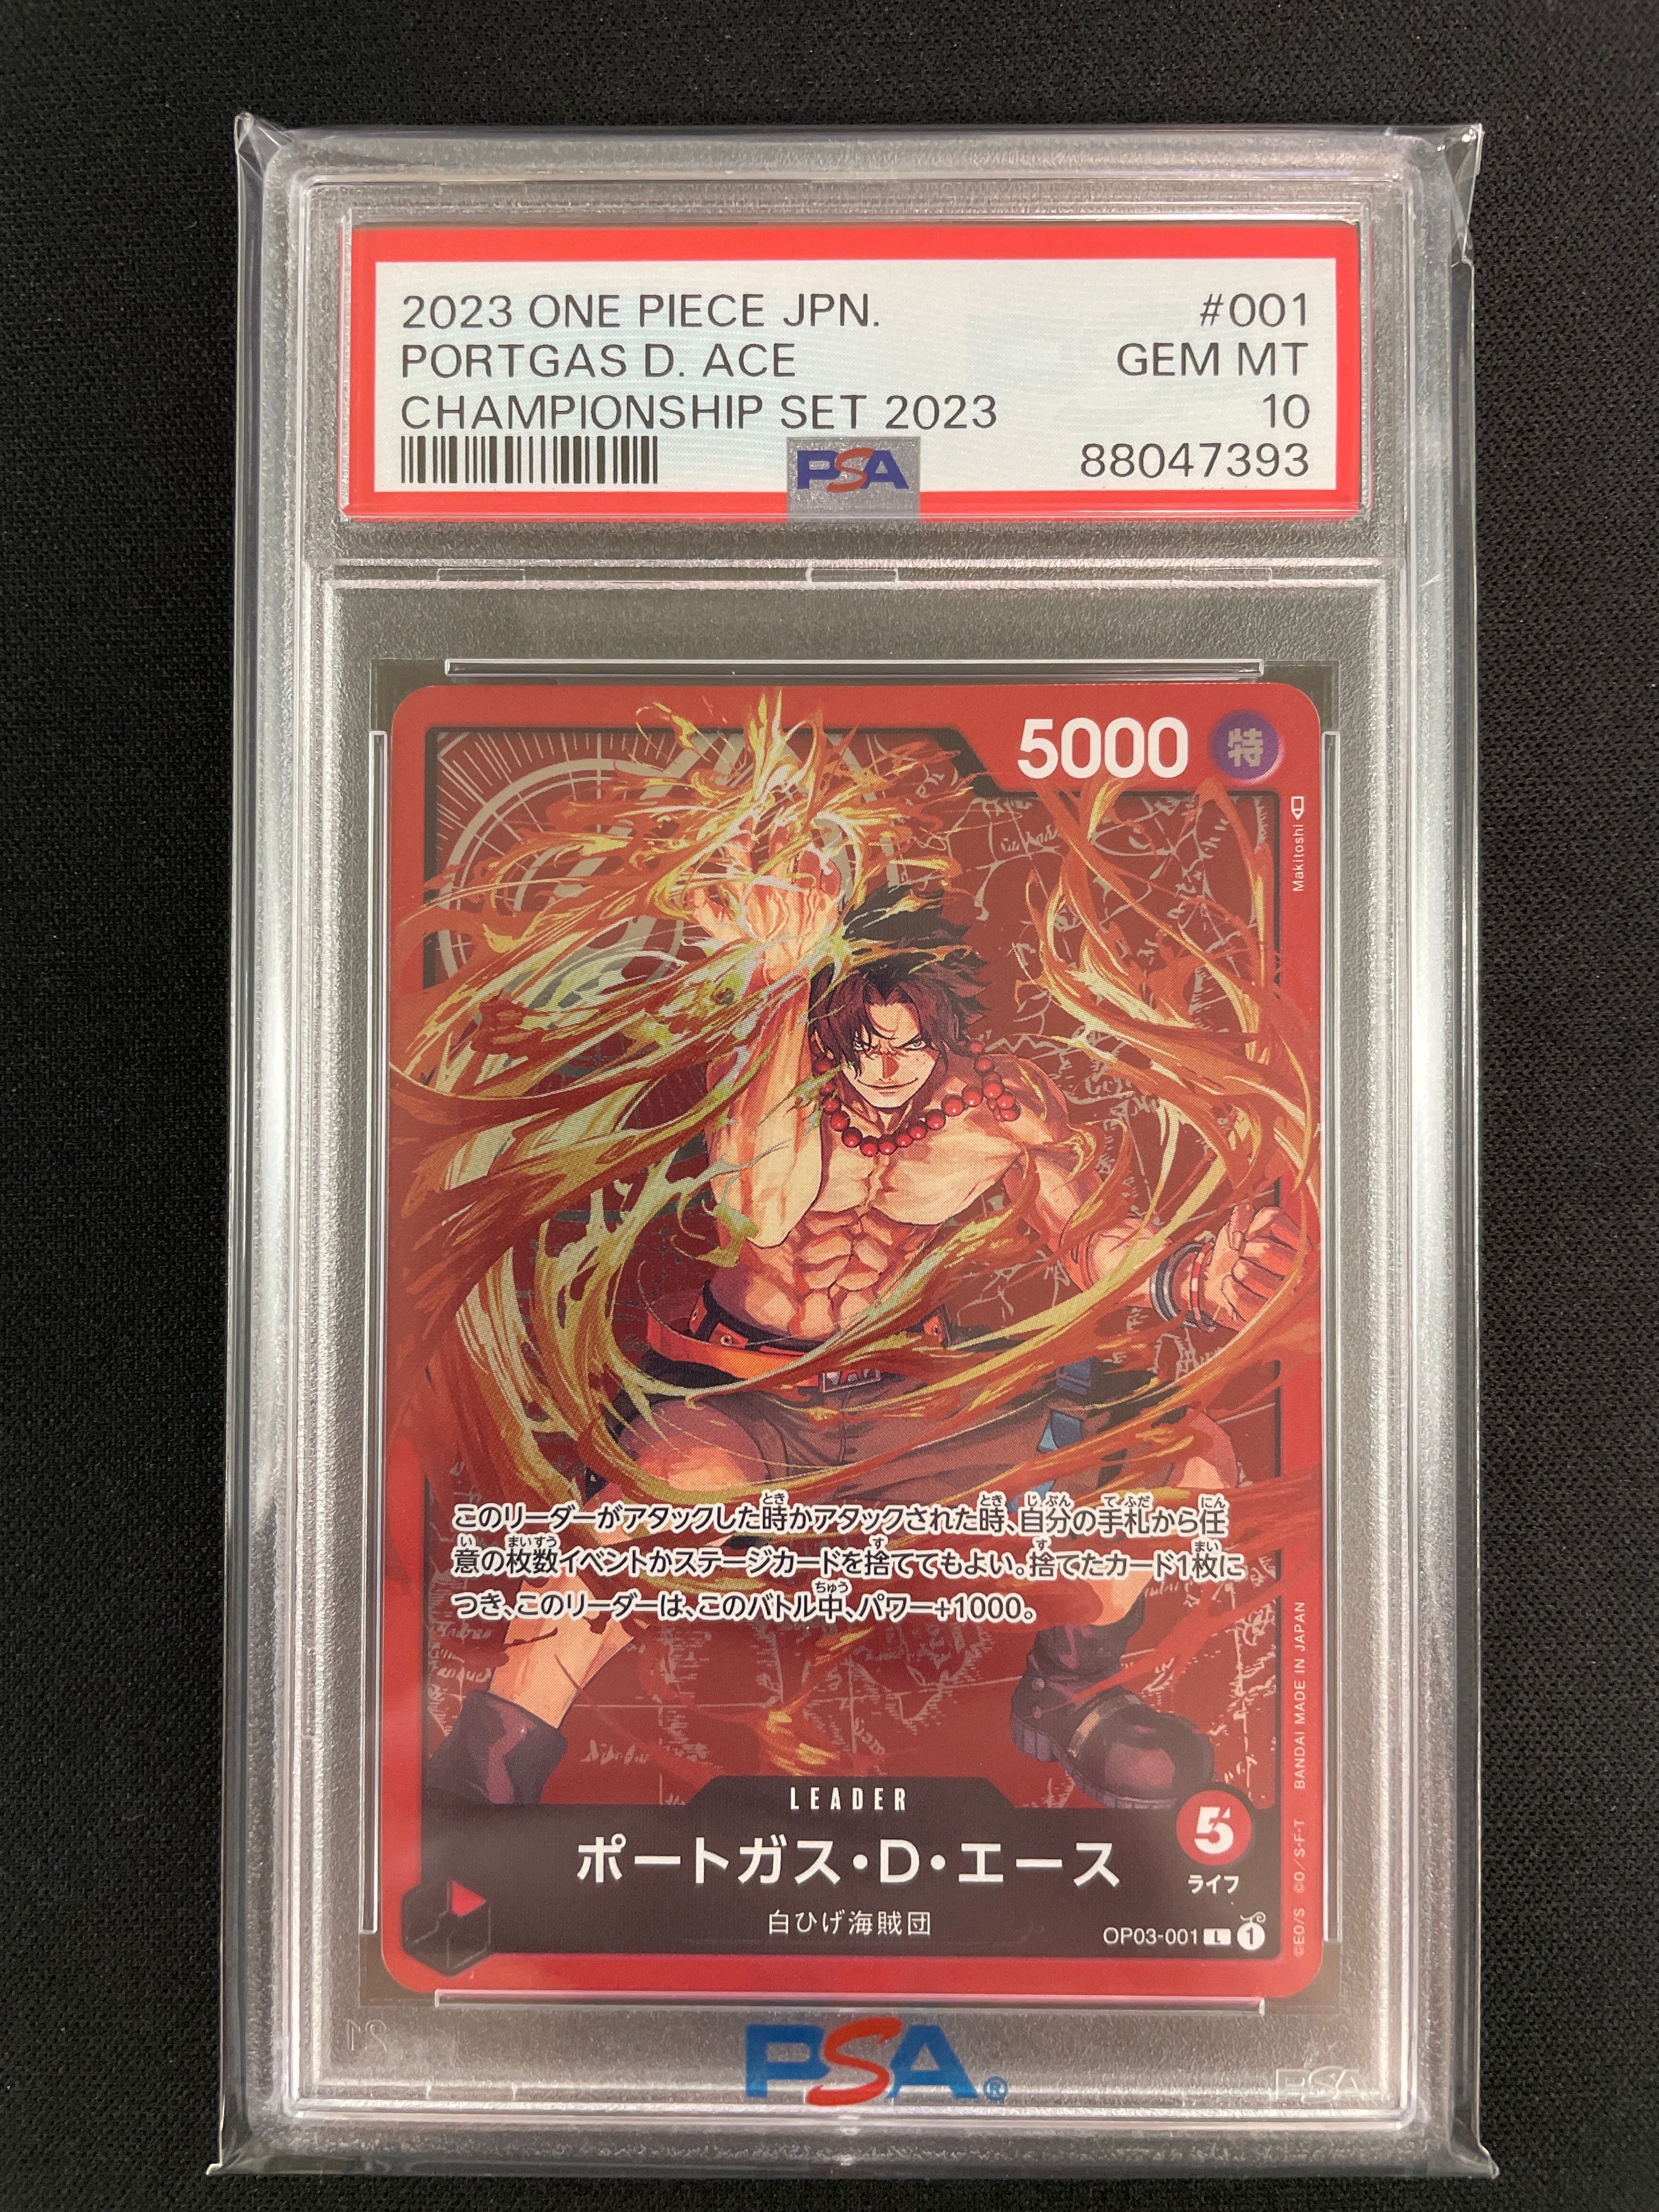 2023 ONE PIECE JPN. #001
PORTGAS D. ACE GEM MT
CHAMPIONSHIP SET 2023 10
PSA 88047393
5000 特
Makitoshi
このリーダーがアタックした時かアタックされた時、自分の手札から任
意の枚数イベントかステージカードを捨ててもよい。捨てたカード1枚に
つき、このリーダーは、このバトル中、パワー+1000。
LEADER
ポートガス・D・エース
5
ライフ
白ひげ海賊団
OP03-001 L 1
©EO/S ©O/S・F・T BANDAI MADE IN JAPAN
PSA®
PSA